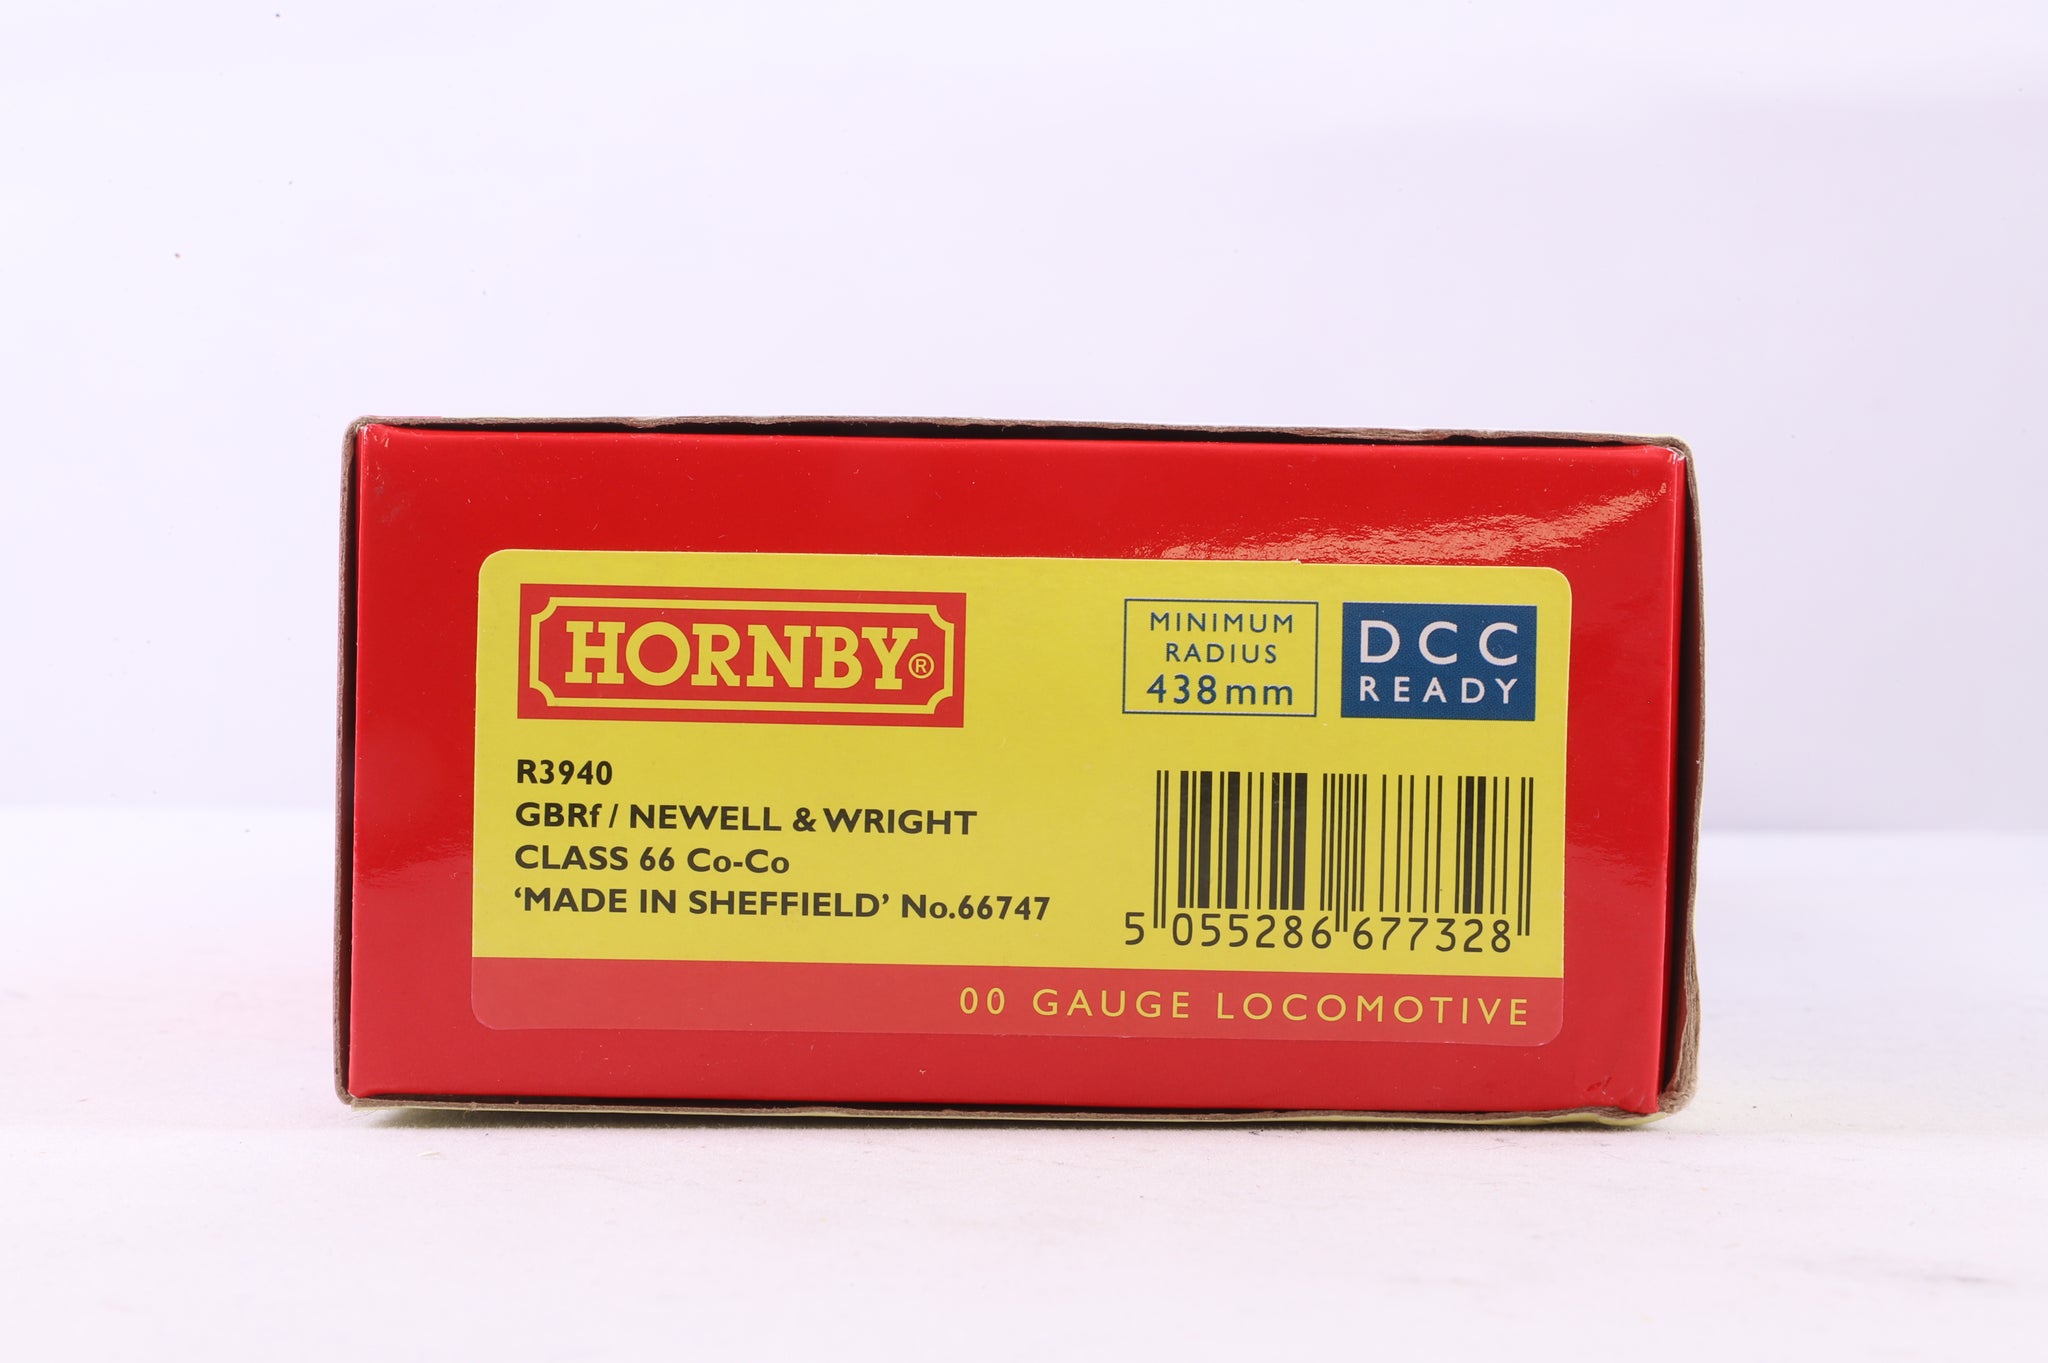 HORNBY®
MINIMUM
RADIUS
438mm
DCC
READY
R3940
GBRf / NEWELL & WRIGHT
CLASS 66 Co-Co
‘MADE IN SHEFFIELD’ No.66747
5 055286 677328
00 GAUGE LOCOMOTIVE